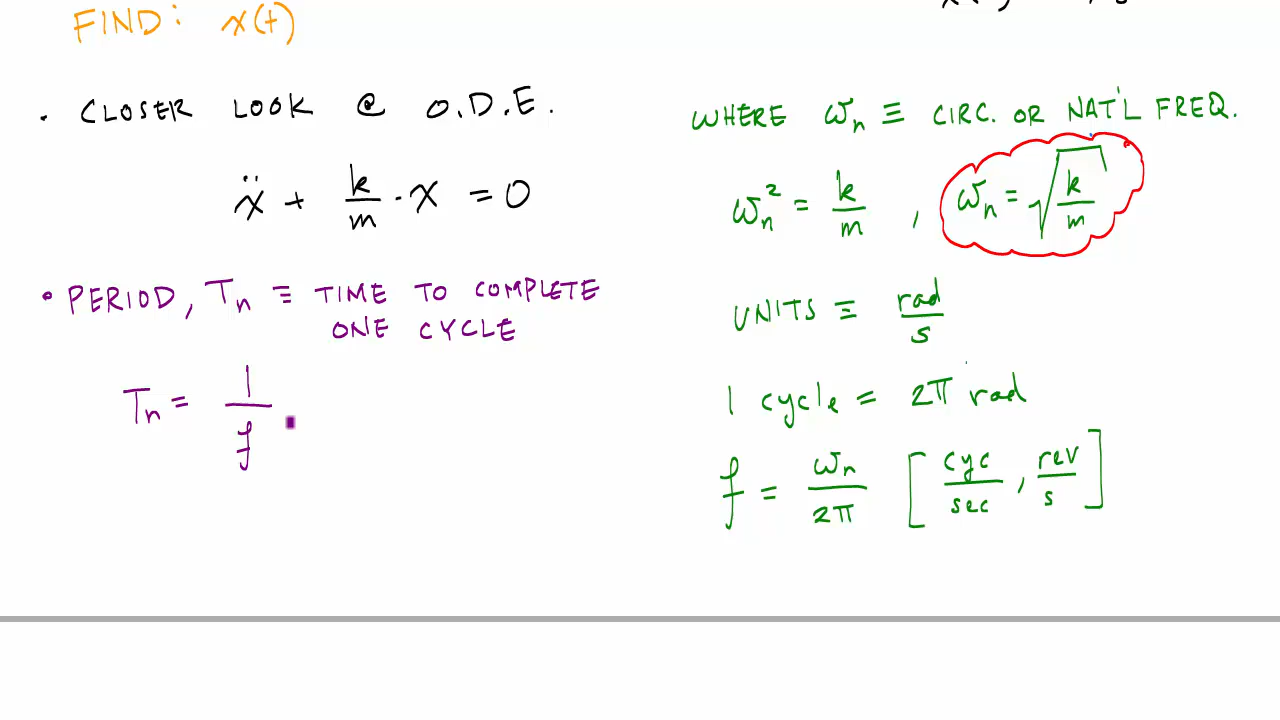 FIND: x(t)
• CLOSER LOOK @ O.D.E.
ẍ + k/m · x = 0
• PERIOD, Tₙ ≡ TIME TO COMPLETE
ONE CYCLE
Tₙ = 1/f
WHERE ωₙ ≡ CIRC. OR NAT'L FREQ.
ωₙ² = k/m , ωₙ = √(k/m)
UNITS ≡ rad/s
1 cycle = 2π rad
f = ωₙ/2π [cyc/sec, rev/s]